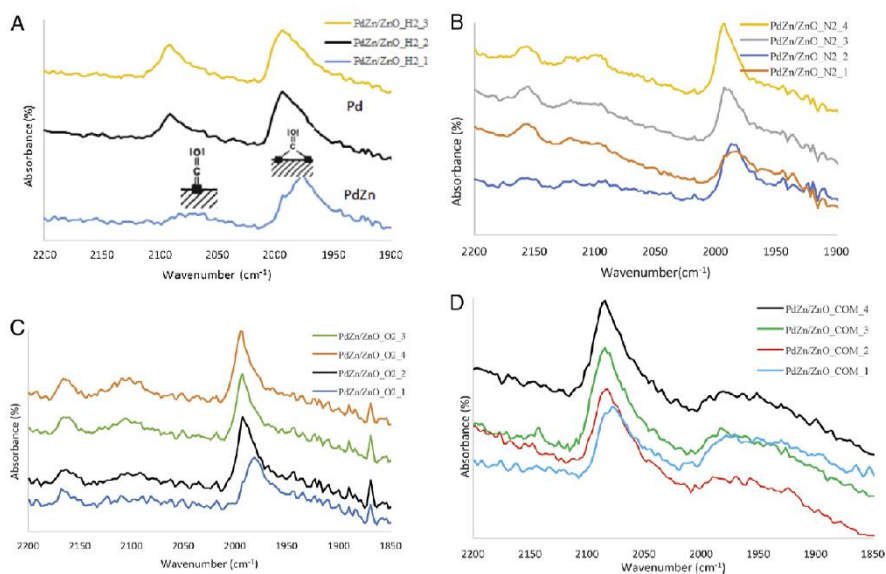 A
PdZn/ZnO_H2_3
PdZn/ZnO_H2_2
PdZn/ZnO_H2_1
Pd
IOI
C
IOI
C
PdZn
Absorbance (%)
2200 2150 2100 2050 2000 1950 1900
Wavenumber (cm⁻¹)
B
PdZn/ZnO_N2_4
PdZn/ZnO_N2_3
PdZn/ZnO_N2_2
PdZn/ZnO_N2_1
Absorbance (%)
2200 2150 2100 2050 2000 1950 1900
Wavenumber(cm⁻¹)
C
PdZn/ZnO_O2_3
PdZn/ZnO_O2_4
PdZn/ZnO_O2_2
PdZn/ZnO_O2_1
Absorbance (%)
2200 2150 2100 2050 2000 1950 1900 1850
Wavenumber (cm⁻¹)
D
PdZn/ZnO_COM_4
PdZn/ZnO_COM_3
PdZn/ZnO_COM_2
PdZn/ZnO_COM_1
Absorbance (%)
2200 2150 2100 2050 2000 1950 1900 1850
Wavenumber (cm⁻¹)